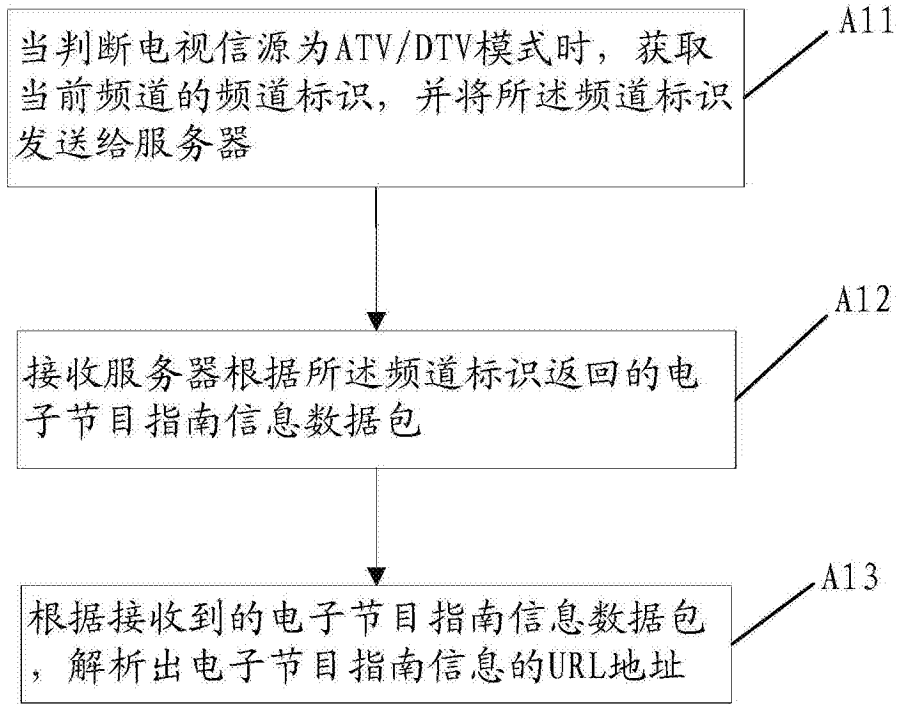 当判断电视信源为ATV/DTV模式时，获取
当前频道的频道标识，并将所述频道标识
发送给服务器
A11
接收服务器根据所述频道标识返回的电
子节目指南信息数据包
A12
根据接收到的电子节目指南信息数据包
，解析出电子节目指南信息的URL地址
A13